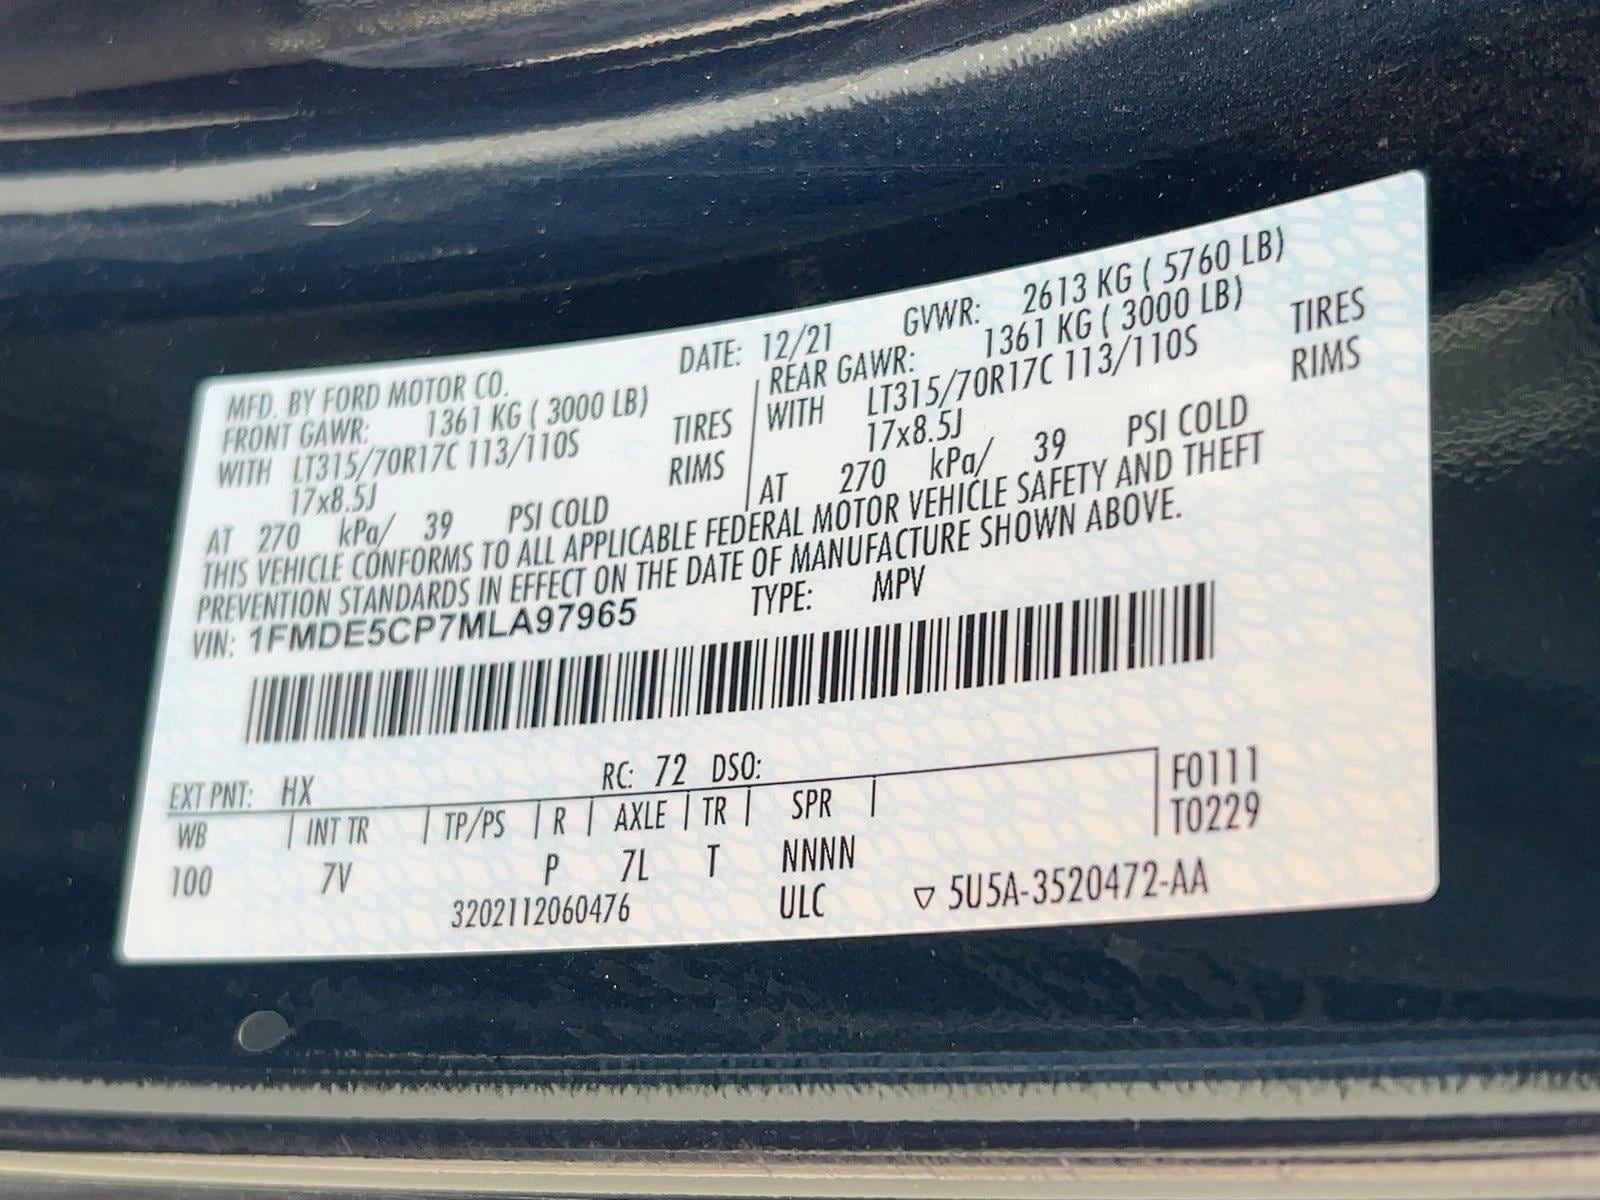 MFD. BY FORD MOTOR CO. DATE: 12/21 GVWR: 2613 KG ( 5760 LB)
FRONT GAWR: 1361 KG ( 3000 LB) REAR GAWR: 1361 KG ( 3000 LB)
WITH LT315/70R17C 113/110S TIRES WITH LT315/70R17C 113/110S TIRES
17x8.5J RIMS 17x8.5J RIMS
AT 270 kPa/ 39 PSI COLD AT 270 kPa/ 39 PSI COLD
THIS VEHICLE CONFORMS TO ALL APPLICABLE FEDERAL MOTOR VEHICLE SAFETY AND THEFT
PREVENTION STANDARDS IN EFFECT ON THE DATE OF MANUFACTURE SHOWN ABOVE.
VIN: 1FMDE5CP7MLA97965 TYPE: MPV
EXT PNT: HX RC: 72 DSO: F0111
WB | INT TR | TP/PS | R | AXLE | TR | SPR | T0229
100 7V P 7L T NNNN
3202112060476 ULC ▽ 5U5A-3520472-AA